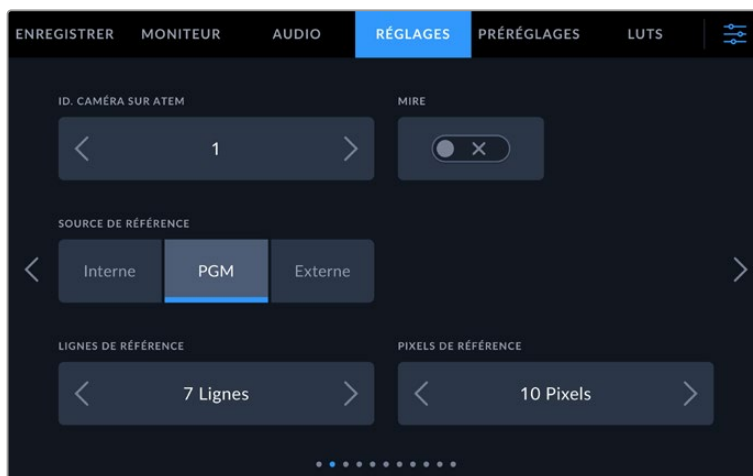 ENREGISTRER MONITEUR AUDIO RÉGLAGES PRÉRÉGLAGES LUTS
ID. CAMÉRA SUR ATEM MIRE
1
SOURCE DE RÉFÉRENCE
Interne PGM Externe
LIGNES DE RÉFÉRENCE PIXELS DE RÉFÉRENCE
7 Lignes 10 Pixels